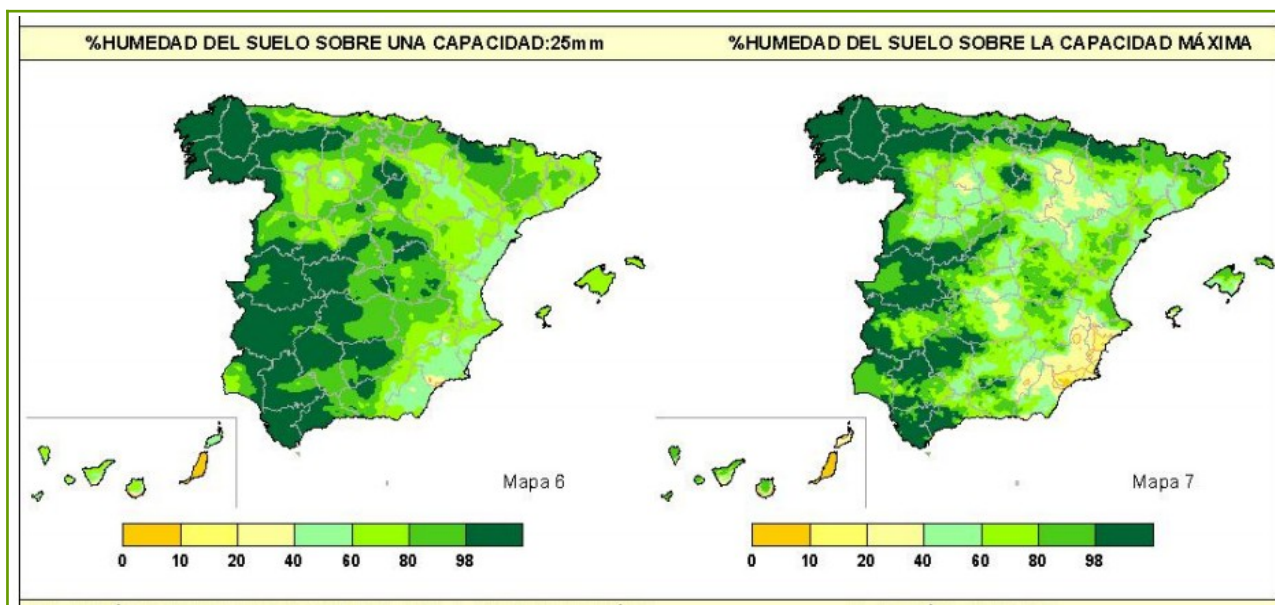 %HUMEDAD DEL SUELO SOBRE UNA CAPACIDAD:25mm
%HUMEDAD DEL SUELO SOBRE LA CAPACIDAD MÁXIMA
Mapa 6
Mapa 7
0 10 20 40 60 80 98
0 10 20 40 60 80 98